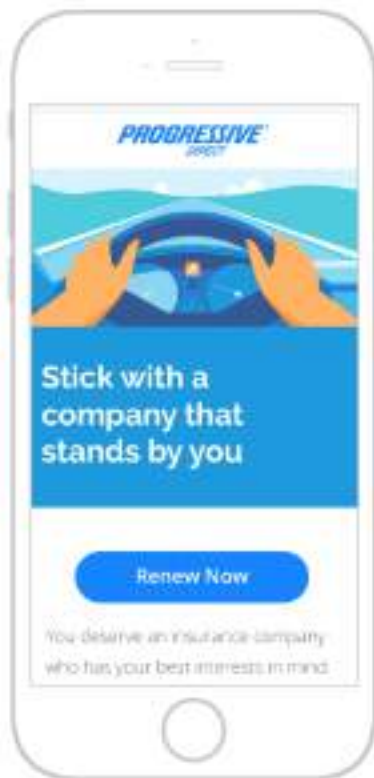 PROGRESSIVE
DIRECT
Stick with a
company that
stands by you
Renew Now
You deserve an insurance company
who has your best interests in mind